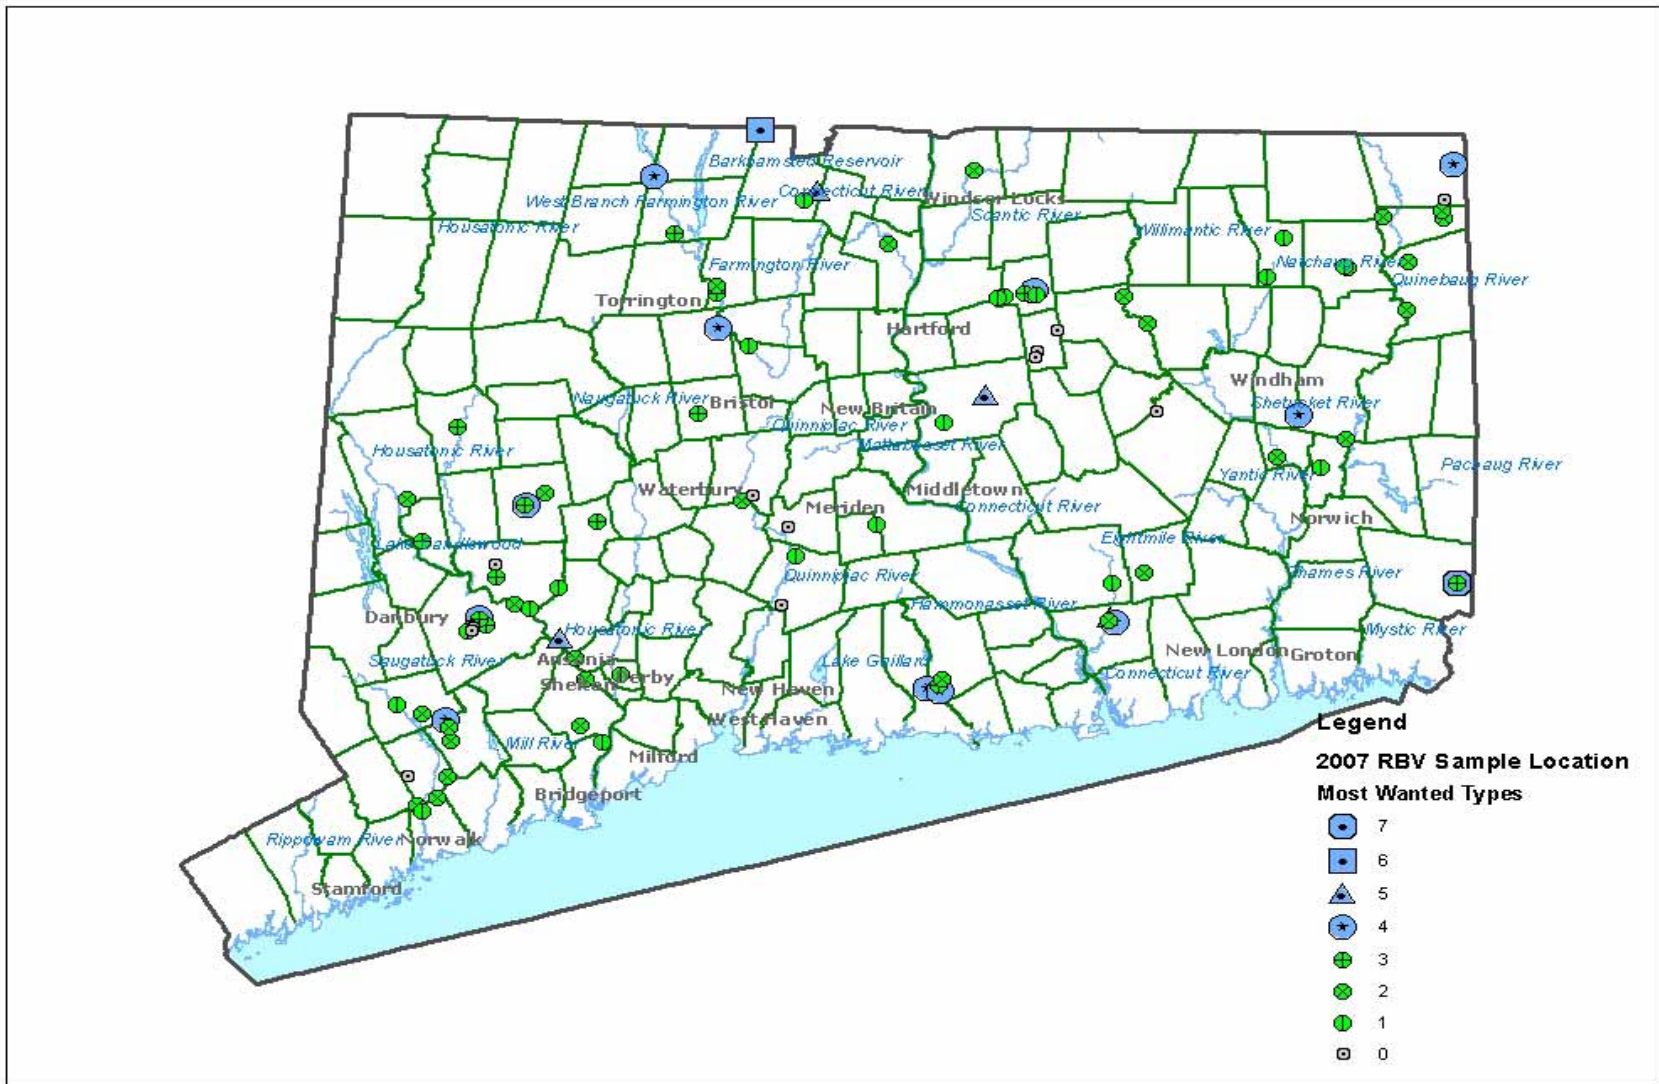 Barkhamsted Reservoir
Connecticut River
West Branch Farmington River
Windsor Locks
Scantic River
Housatonic River
Willimantic River
Farmington River
Natchaug River
Quinebaug River
Torrington
Hartford
Windham
Naugatuck River
Bristol
New Britain
Shetucket River
Quinnipiac River
Mattabesset River
Housatonic River
Pachaug River
Yantic River
Waterbury
Middletown
Meriden
Connecticut River
Norwich
Lake Candlewood
Eightmile River
Quinnipiac River
Thames River
Hammonasset River
Danbury
Housatonic River
Mystic River
Saugatuck River
Ansonia
Lake Gaillard
New London
Groton
Shelton
Derby
Connecticut River
New Haven
West Haven
Mill River
Milford
Bridgeport
Rippowam River
Norwalk
Stamford
Legend
2007 RBV Sample Location
Most Wanted Types
7
6
5
4
3
2
1
0